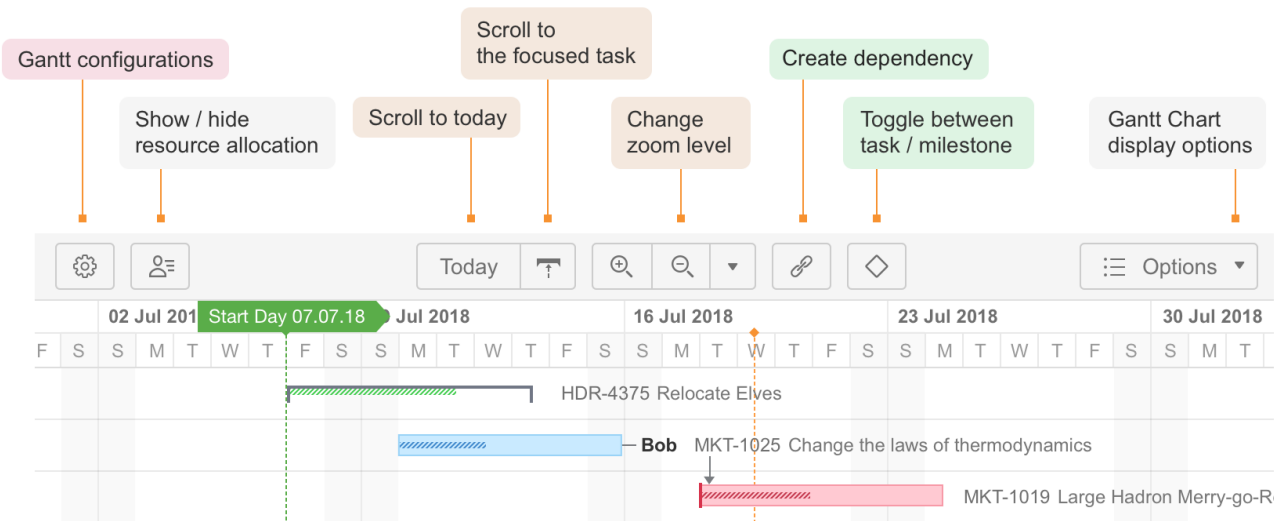 Scroll to
the focused task
Gantt configurations
Create dependency
Show / hide
resource allocation
Scroll to today
Change
zoom level
Toggle between
task / milestone
Gantt Chart
display options
Today
Options
02 Jul 201
Start Day 07.07.18
Jul 2018
16 Jul 2018
23 Jul 2018
30 Jul 2018
F S S M T W T F S S M T W T F S S M T W T F S S M T W T F S S M T
HDR-4375 Relocate Elves
Bob MKT-1025 Change the laws of thermodynamics
MKT-1019 Large Hadron Merry-go-R